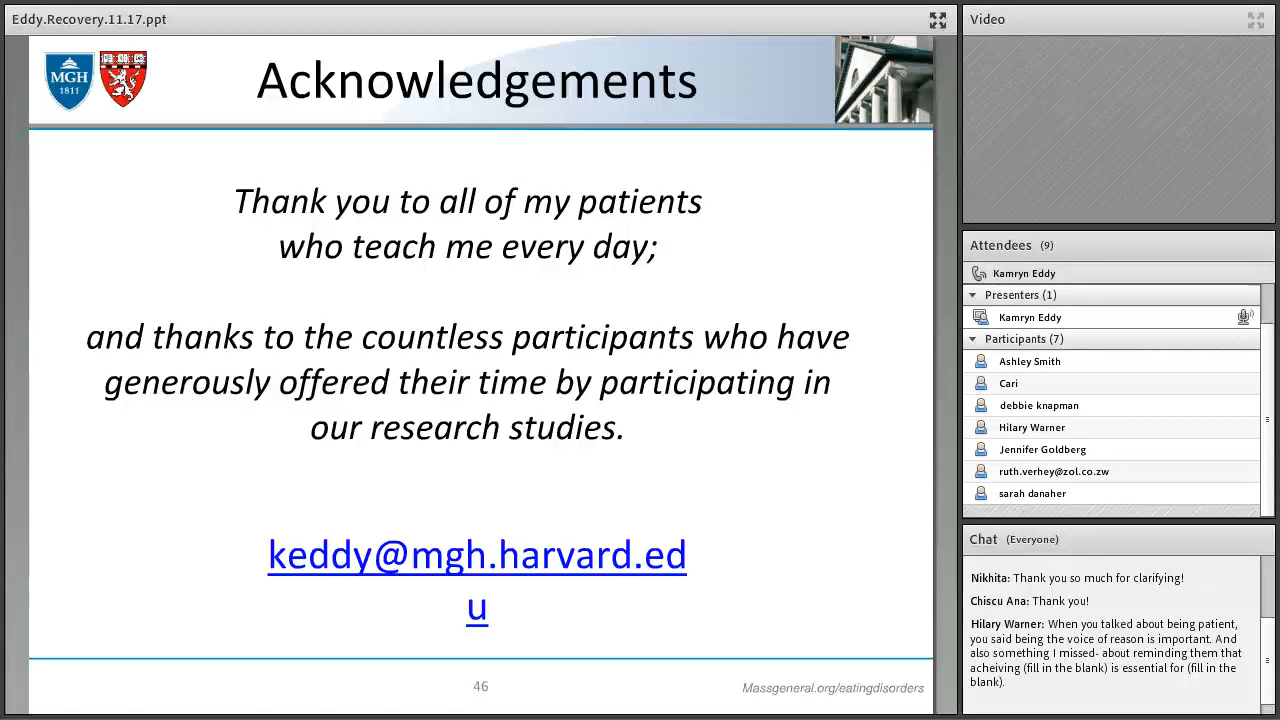 Eddy.Recovery.11.17.ppt
MGH
1811
Acknowledgements
Thank you to all of my patients
who teach me every day;
and thanks to the countless participants who have
generously offered their time by participating in
our research studies.
keddy@mgh.harvard.ed
u
46
Massgeneral.org/eatingdisorders
Video
Attendees (9)
Kamryn Eddy
Presenters (1)
Kamryn Eddy
Participants (7)
Ashley Smith
Cari
debbie knapman
Hilary Warner
Jennifer Goldberg
ruth.verhey@zol.co.zw
sarah danaher
Chat (Everyone)
Nikhita: Thank you so much for clarifying!
Chiscu Ana: Thank you!
Hilary Warner: When you talked about being patient,
you said being the voice of reason is important. And
also something I missed- about reminding them that
acheiving (fill in the blank) is essential for (fill in the
blank).